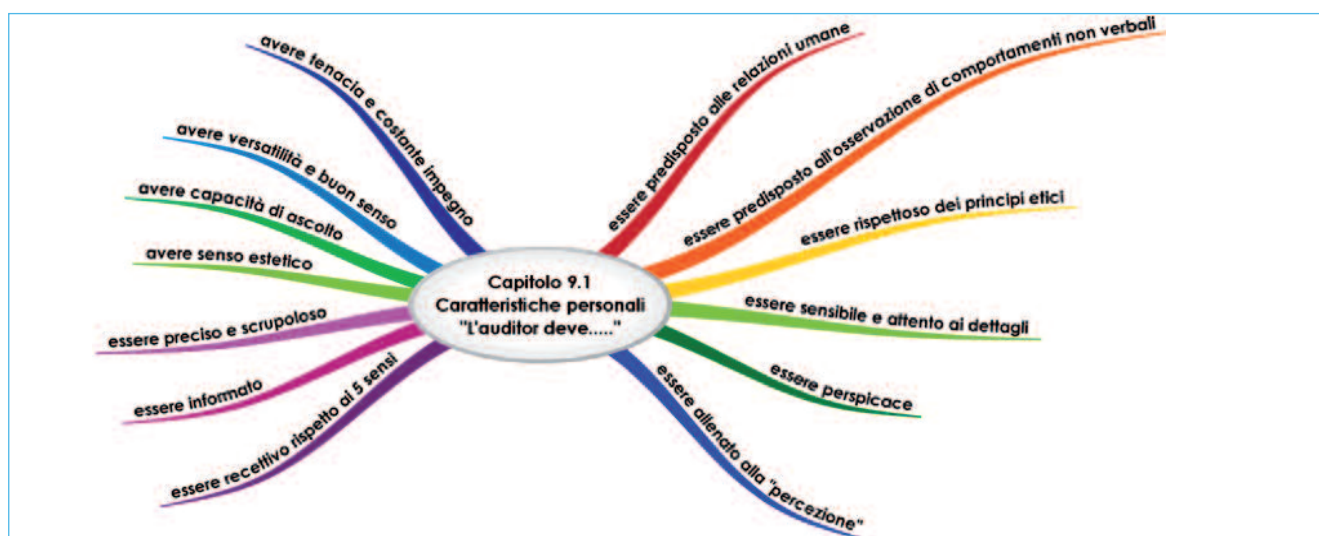 Capitolo 9.1
Caratteristiche personali
"L'auditor deve....."
essere predisposto alle relazioni umane
essere predisposto all'osservazione di comportamenti non verbali
essere rispettoso dei principi etici
essere sensibile e attento ai dettagli
essere perspicace
essere allenato alla "percezione"
essere recettivo rispetto ai 5 sensi
essere informato
essere preciso e scrupoloso
avere senso estetico
avere capacità di ascolto
avere versatilità e buon senso
avere tenacia e costante impegno